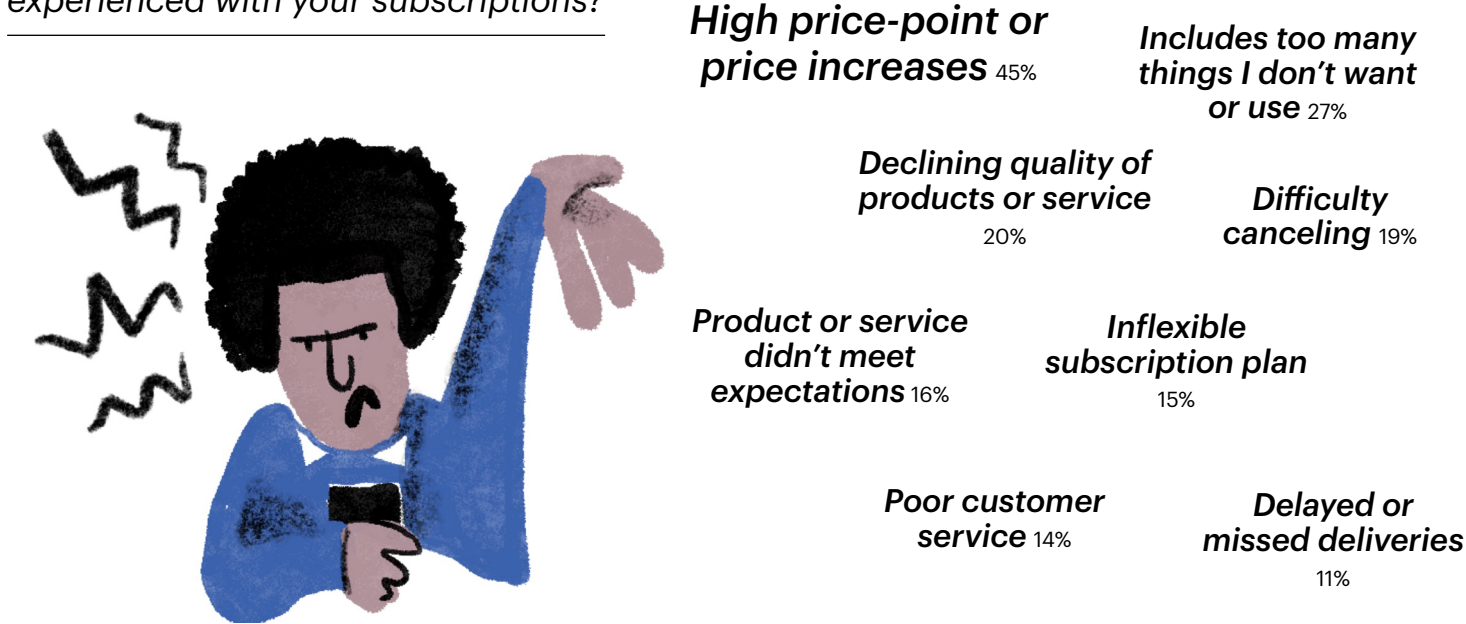 experienced with your subscriptions?
High price-point or
price increases 45%
Includes too many
things I don’t want
or use 27%
Declining quality of
products or service
20%
Difficulty
canceling 19%
Product or service
didn’t meet
expectations 16%
Inflexible
subscription plan
15%
Poor customer
service 14%
Delayed or
missed deliveries
11%